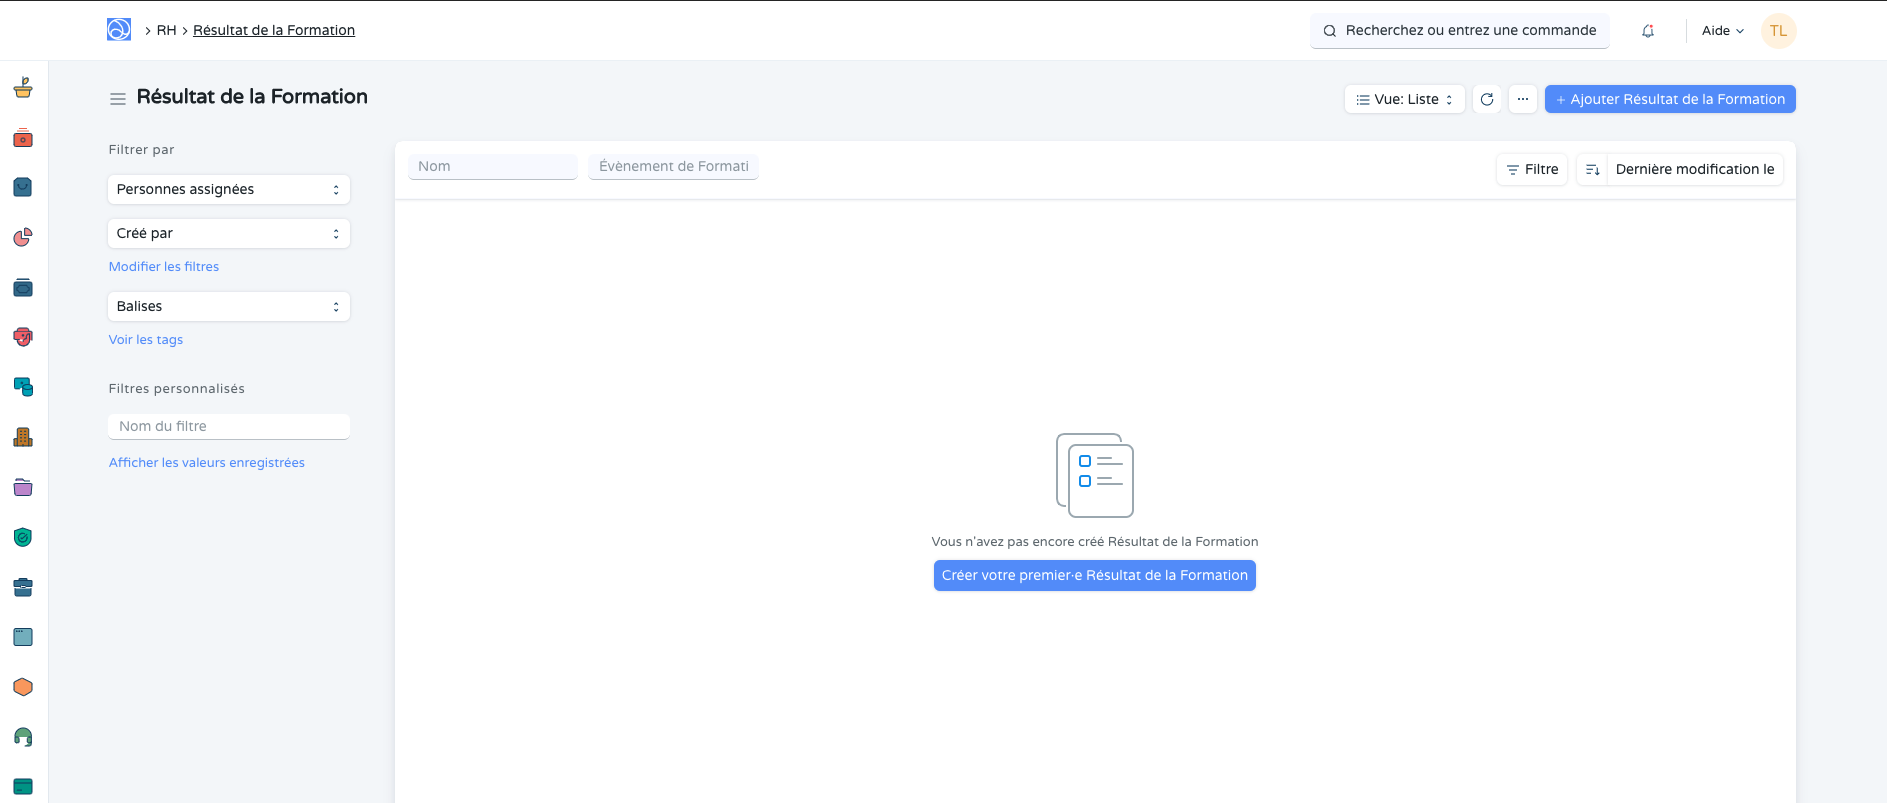 RH
Résultat de la Formation
Recherchez ou entrez une commande
Aide
TL
Résultat de la Formation
Vue: Liste
Ajouter Résultat de la Formation
Filtrer par
Personnes assignées
Créé par
Modifier les filtres
Balises
Voir les tags
Filtres personnalisés
Nom du filtre
Afficher les valeurs enregistrées
Nom
Évènement de Formati
Filtre
Dernière modification le
Vous n'avez pas encore créé Résultat de la Formation
Créer votre premier·e Résultat de la Formation